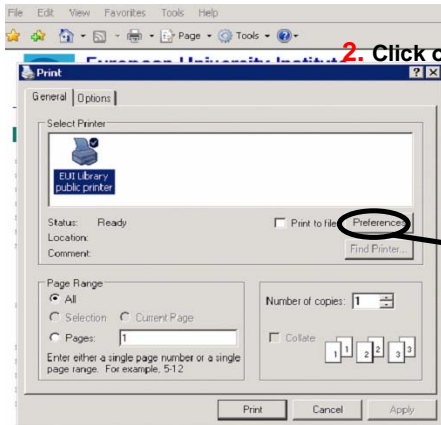 File Edit View Favorites Tools Help
Page Tools
European University Institute
2. Click o
Print
General Options
Select Printer
EUI Library
public printer
Status: Ready
Location:
Comment:
Print to file
Preferences
Find Printer...
Page Range
All
Selection Current Page
Pages: 1
Enter either a single page number or a single
page range. For example, 5-12
Number of copies: 1
Collate
1 1 2 2 3 3
Print Cancel Apply